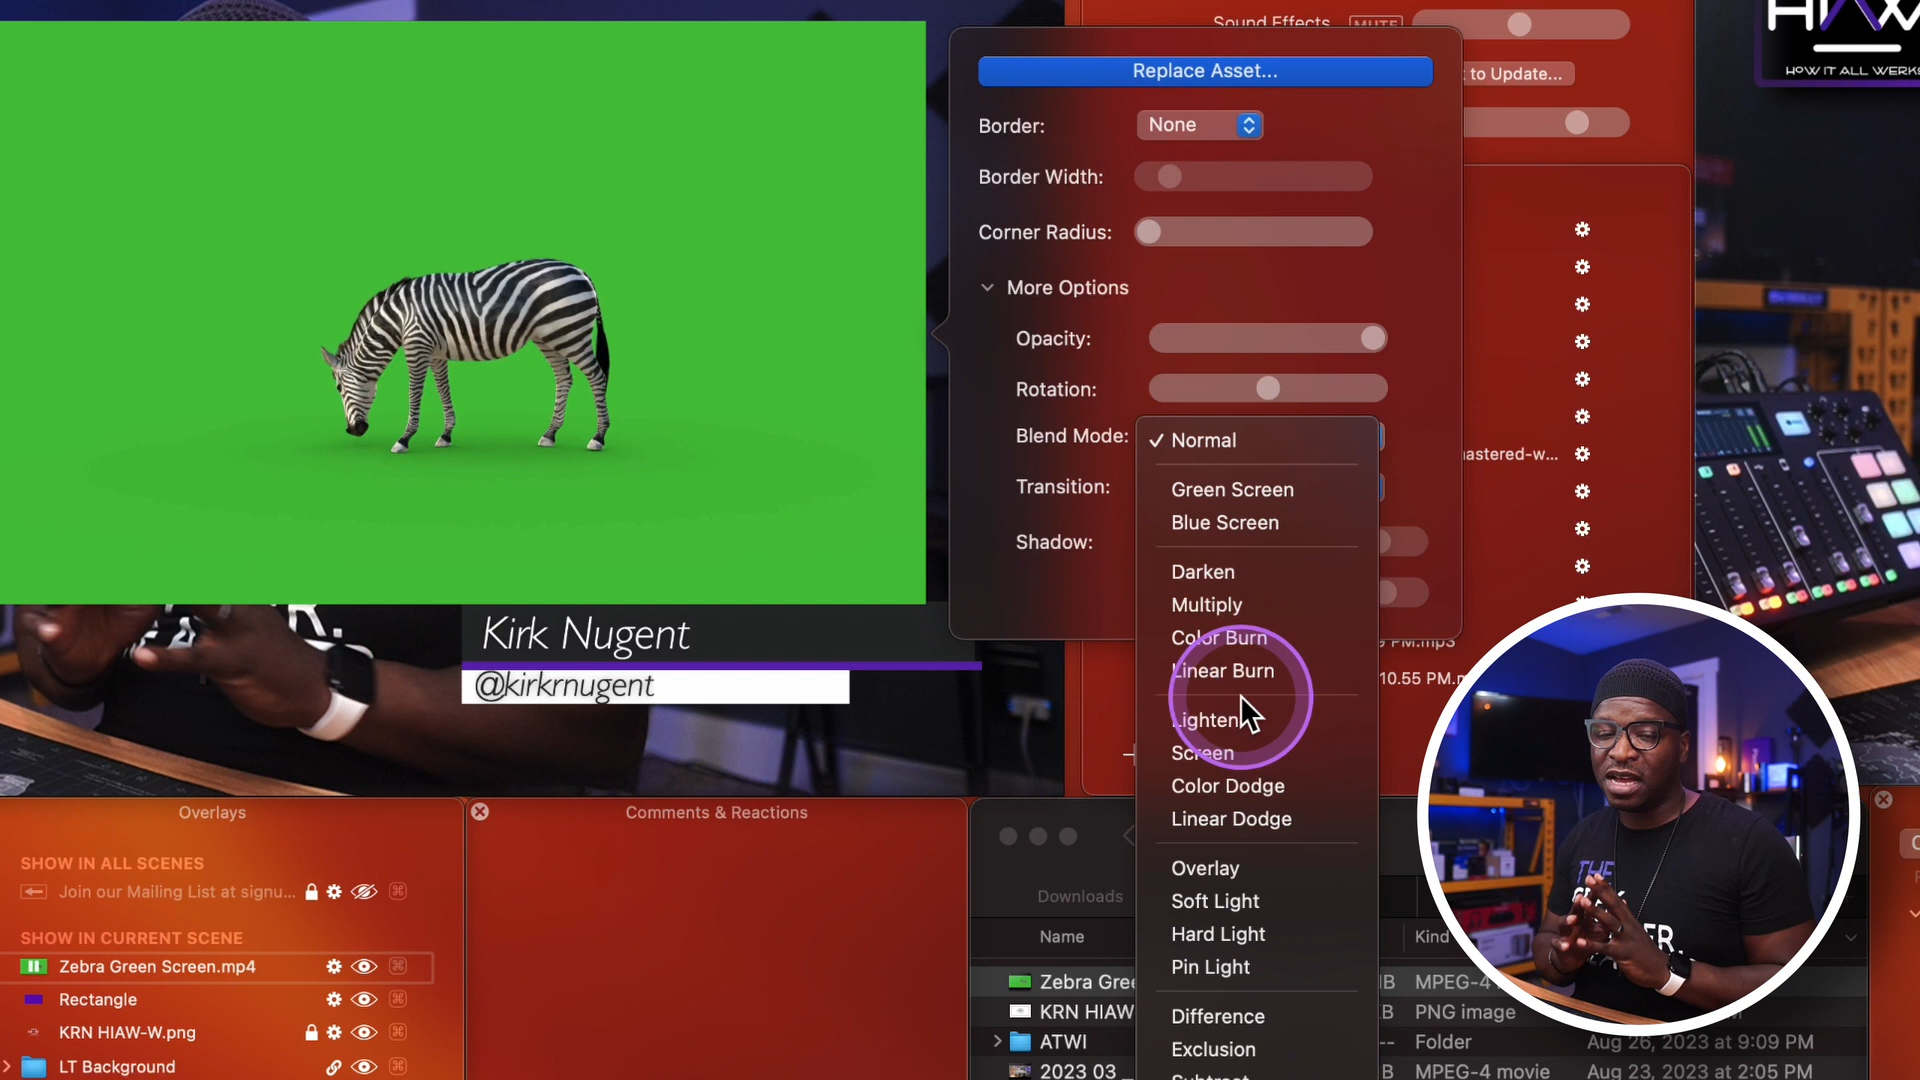 Sound Effects
MUTE
HIAW
HOW IT ALL WERKS
Replace Asset...
to Update...
Border:
None
Border Width:
Corner Radius:
More Options
Opacity:
Rotation:
Blend Mode:
Normal
Transition:
Green Screen
Blue Screen
Shadow:
Darken
Multiply
Color Burn
Linear Burn
Lighten
Screen
Color Dodge
Linear Dodge
Overlay
Soft Light
Hard Light
Pin Light
Difference
Exclusion
Subtract
astered-w...
PM.mp3
10.55 PM.m
Kirk Nugent
@kirkrnugent
THE
Overlays
SHOW IN ALL SCENES
Join our Mailing List at signu...
SHOW IN CURRENT SCENE
Zebra Green Screen.mp4
Rectangle
KRN HIAW-W.png
LT Background
Comments & Reactions
Downloads
Name
Kind
Zebra Gree
B
MPEG-4
KRN HIAW
B
PNG image
ATWI
--
Folder
Aug 26, 2023 at 9:09 PM
2023 03
B
MPEG-4 movie
Aug 23, 2023 at 2:05 PM